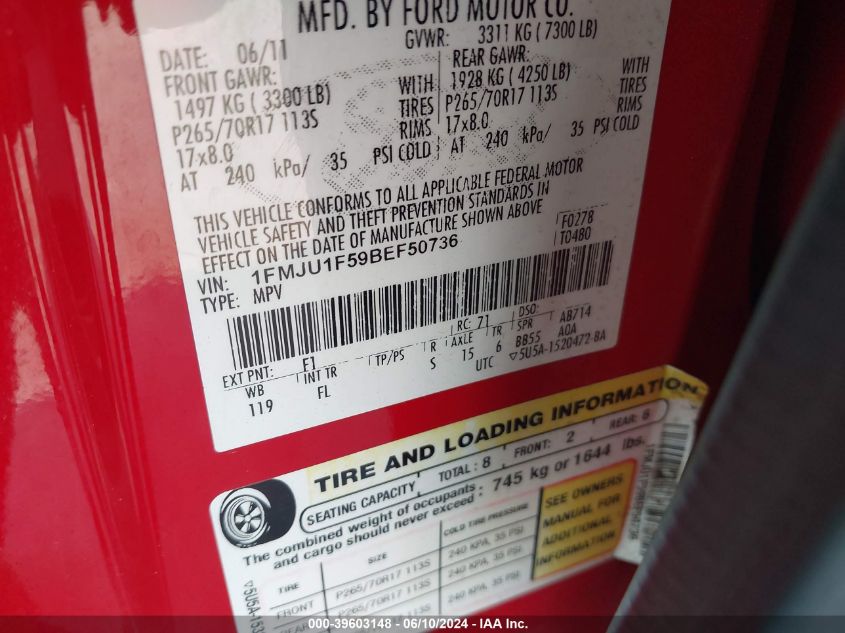 MFD. BY FORD MOTOR CO.
DATE: 06/11 GVWR: 3311 KG ( 7300 LB)
FRONT GAWR: REAR GAWR:
1497 KG ( 3300 LB) WITH 1928 KG ( 4250 LB) WITH
P265/70R17 113S TIRES P265/70R17 113S TIRES
17x8.0 RIMS 17x8.0 RIMS
AT 240 kPa/ 35 PSI COLD AT 240 kPa/ 35 PSI COLD
THIS VEHICLE CONFORMS TO ALL APPLICABLE FEDERAL MOTOR
VEHICLE SAFETY AND THEFT PREVENTION STANDARDS IN
EFFECT ON THE DATE OF MANUFACTURE SHOWN ABOVE
F0278
VIN: 1FMJU1F59BEF50736 T0480
TYPE: MPV
EXT PNT: F1 RC: 71 DSO:
WB INT TR TP/PS R AXLE TR SPR AB714
119 FL S 15 6 BB55 AOA
UTC ▽5U5A-1520472-BA
TIRE AND LOADING INFORMATION
SEATING CAPACITY TOTAL: 8 FRONT: 2 REAR: 6
The combined weight of occupants and cargo should never exceed: 745 kg or 1644 lbs.
TIRE SIZE COLD TIRE PRESSURE
FRONT P265/70R17 113S 240 KPA, 35 PSI
P265/70R17 113S 240 KPA, 35 PSI
240 KPA, 35 PSI
SEE OWNERS
MANUAL FOR
ADDITIONAL
INFORMATION
000-39603148 - 06/10/2024 - IAA Inc.